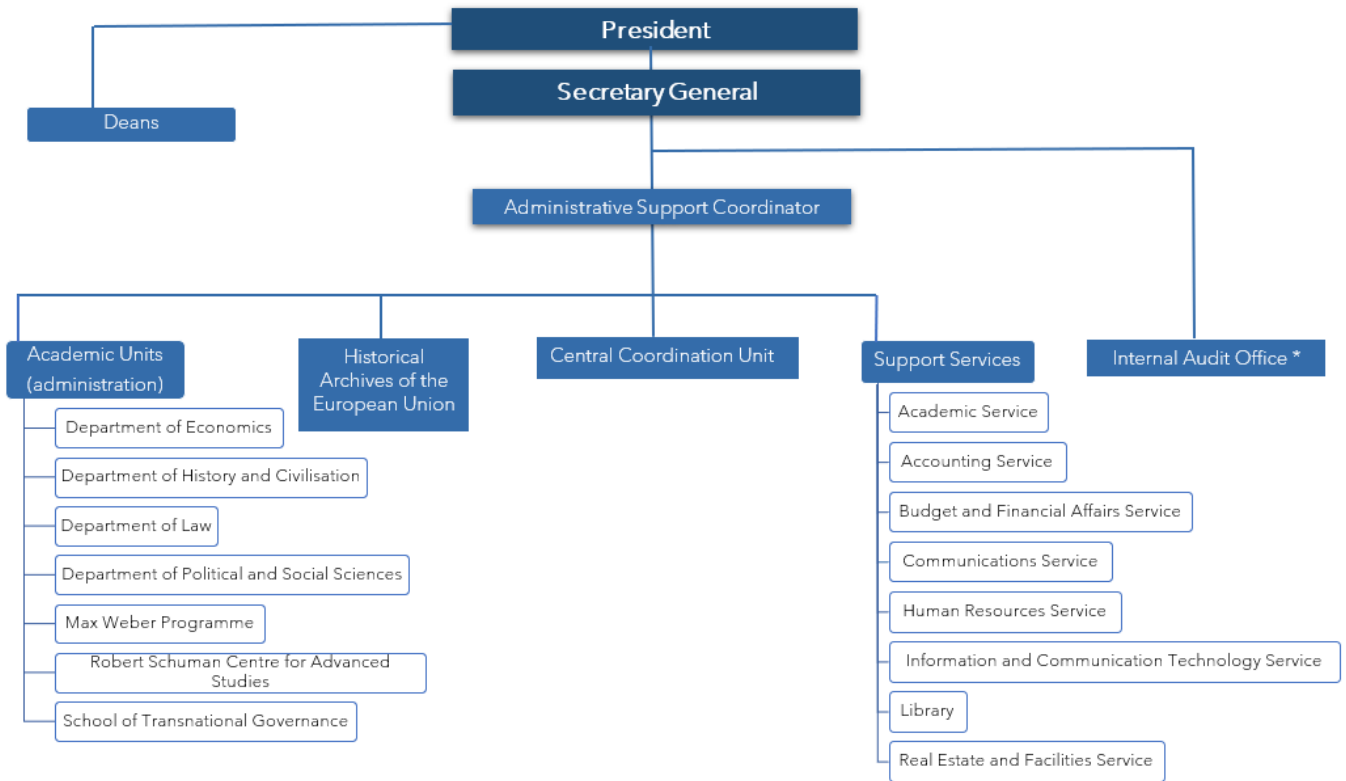 President
Secretary General
Deans
Administrative Support Coordinator
Academic Units
(administration)
Historical
Archives of the
European Union
Central Coordination Unit
Support Services
Internal Audit Office *
Department of Economics
Department of History and Civilisation
Department of Law
Department of Political and Social Sciences
Max Weber Programme
Robert Schuman Centre for Advanced
Studies
School of Transnational Governance
Academic Service
Accounting Service
Budget and Financial Affairs Service
Communications Service
Human Resources Service
Information and Communication Technology Service
Library
Real Estate and Facilities Service